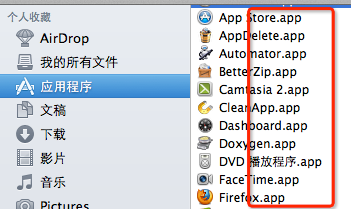 个人收藏
AirDrop
我的所有文件
应用程序
文稿
下载
影片
音乐
Pictures
App Store.app
AppDelete.app
Automator.app
BetterZip.app
Camtasia 2.app
CleanApp.app
Dashboard.app
Doxygen.app
DVD 播放程序.app
FaceTime.app
Firefox.app